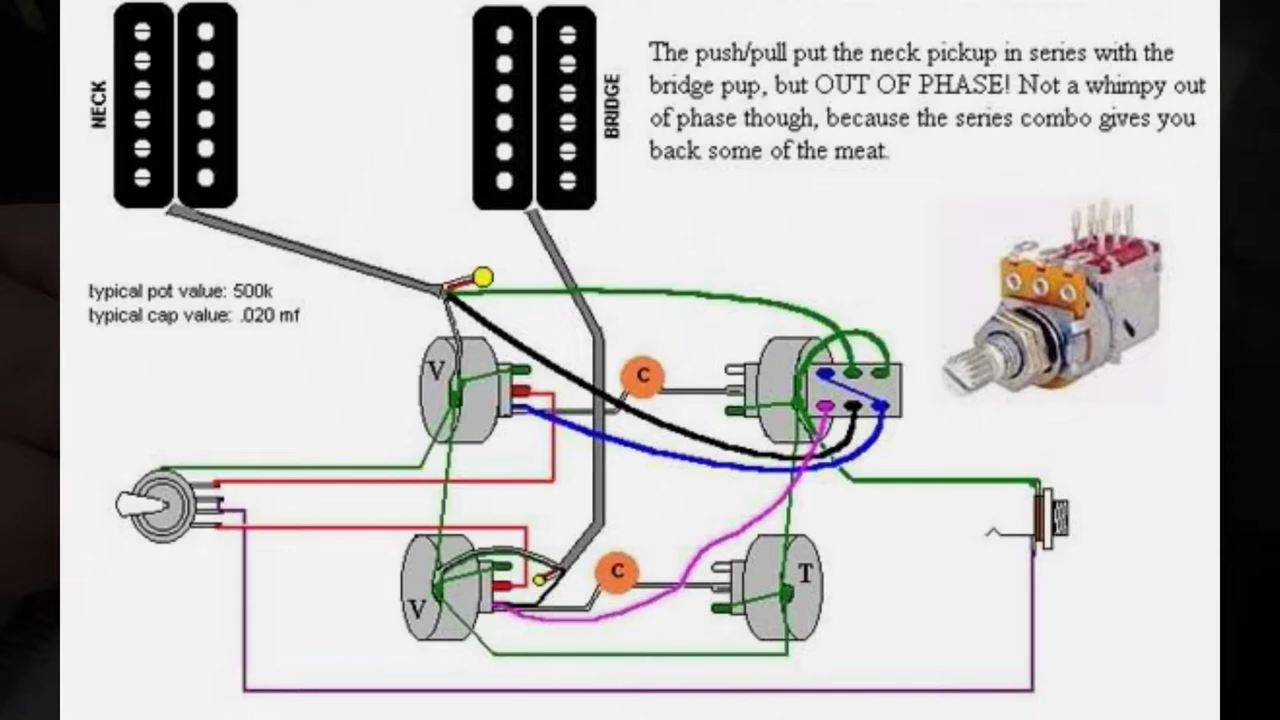 NECK
BRIDGE
The push/pull put the neck pickup in series with the
bridge pup, but OUT OF PHASE! Not a whimpy out
of phase though, because the series combo gives you
back some of the meat.
typical pot value: 500k
typical cap value: .020 mf
V
C
V
C
T